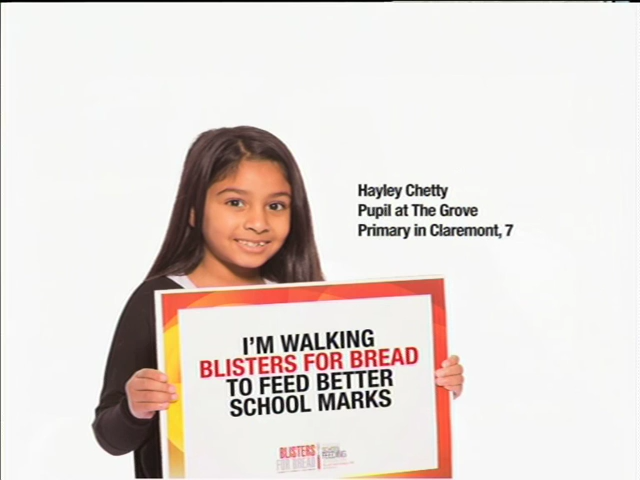 Hayley Chetty
Pupil at The Grove
Primary in Claremont, 7
I'M WALKING
BLISTERS FOR BREAD
TO FEED BETTER
SCHOOL MARKS
BLISTERS
FOR BREAD
FEEDING